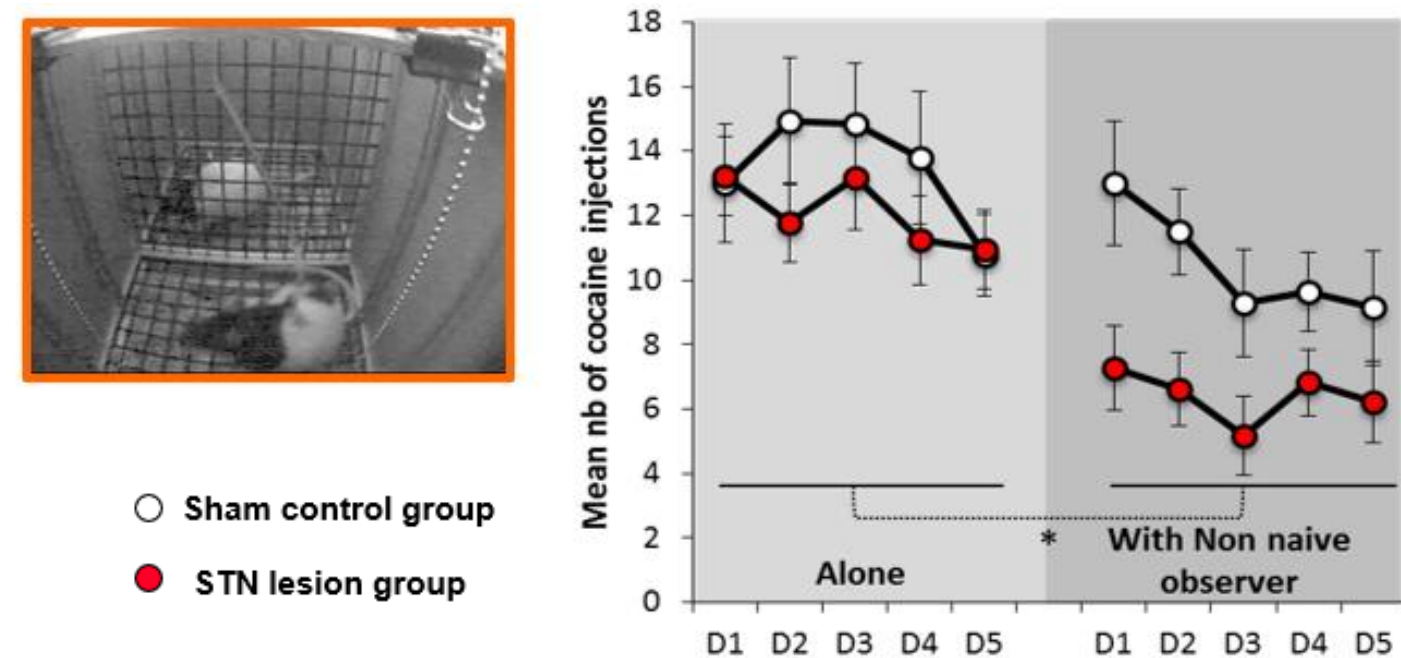 Sham control group
STN lesion group
Mean nb of cocaine injections
18
16
14
12
10
8
6
4
2
0
Alone
*
With Non naive
observer
D1 D2 D3 D4 D5 D1 D2 D3 D4 D5